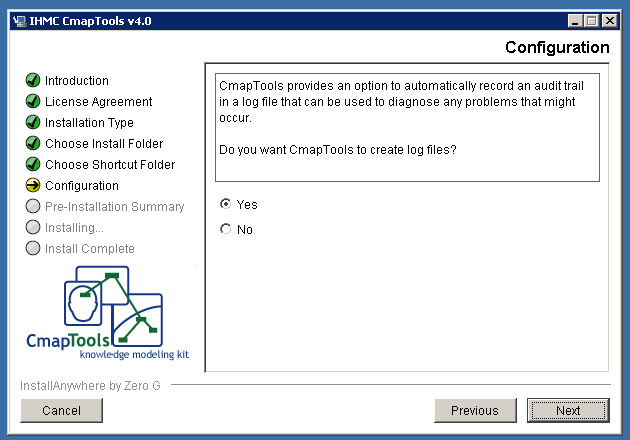 IHMC CmapTools v4.0
Configuration
Introduction
License Agreement
Installation Type
Choose Install Folder
Choose Shortcut Folder
Configuration
Pre-Installation Summary
Installing...
Install Complete
CmapTools provides an option to automatically record an audit trail
in a log file that can be used to diagnose any problems that might
occur.
Do you want CmapTools to create log files?
Yes
No
CmapTools
knowledge modeling kit
InstallAnywhere by Zero G
Cancel
Previous
Next